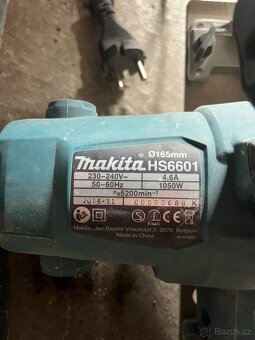 Ø165mm
makita HS6601
230-240V~ 4.6A
50-60Hz 1050W
n₀5200min⁻¹
2018·11 K
Makita, Jan-Baptist Vinkstraat 2, 3070, Belgium
Made in China
sbazar.cz